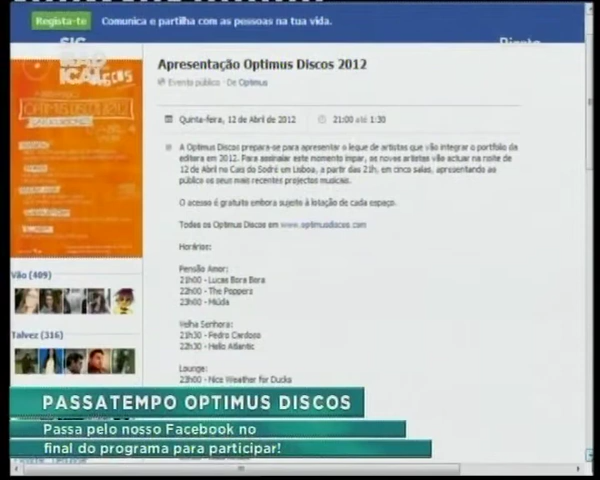 Regista-te
Comunica e partilha com as pessoas na tua vida.
SIC
RADICAL
Direto
Apresentação Optimus Discos 2012
Evento público · De Optimus
Quinta-feira, 12 de Abril de 2012
21:00 até 1:30
A Optimus Discos prepara-se para apresentar o leque de artistas que vão integrar o portfolio da
editora em 2012. Para assinalar este momento ímpar, os novos artistas vão actuar na noite de
12 de Abril no Cais do Sodré em Lisboa, a partir das 21h, em cinco salas, apresentando ao
público os seus mais recentes projectos musicais.
O acesso é gratuito embora sujeito à lotação de cada espaço.
Todos os Optimus Discos em www.optimusdiscos.com
Horários:
Pensão Amor:
21h00 - Lucas Bora Bora
22h00 - The Poppers
23h00 - Miúda
Velha Senhora:
21h30 - Pedro Cardoso
22h30 - Hello Atlantic
Lounge:
23h00 - Nice Weather for Ducks
Vão (409)
Talvez (316)
PASSATEMPO OPTIMUS DISCOS
Passa pelo nosso Facebook no
final do programa para participar!